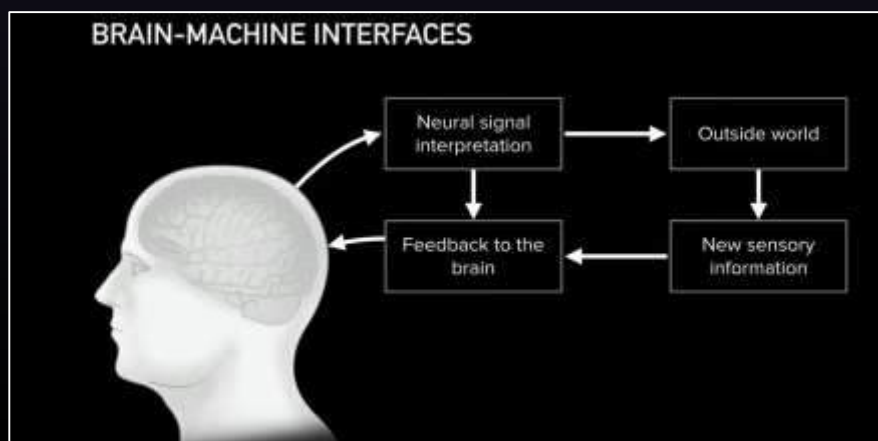 BRAIN-MACHINE INTERFACES
Neural signal
interpretation
Outside world
Feedback to the
brain
New sensory
information